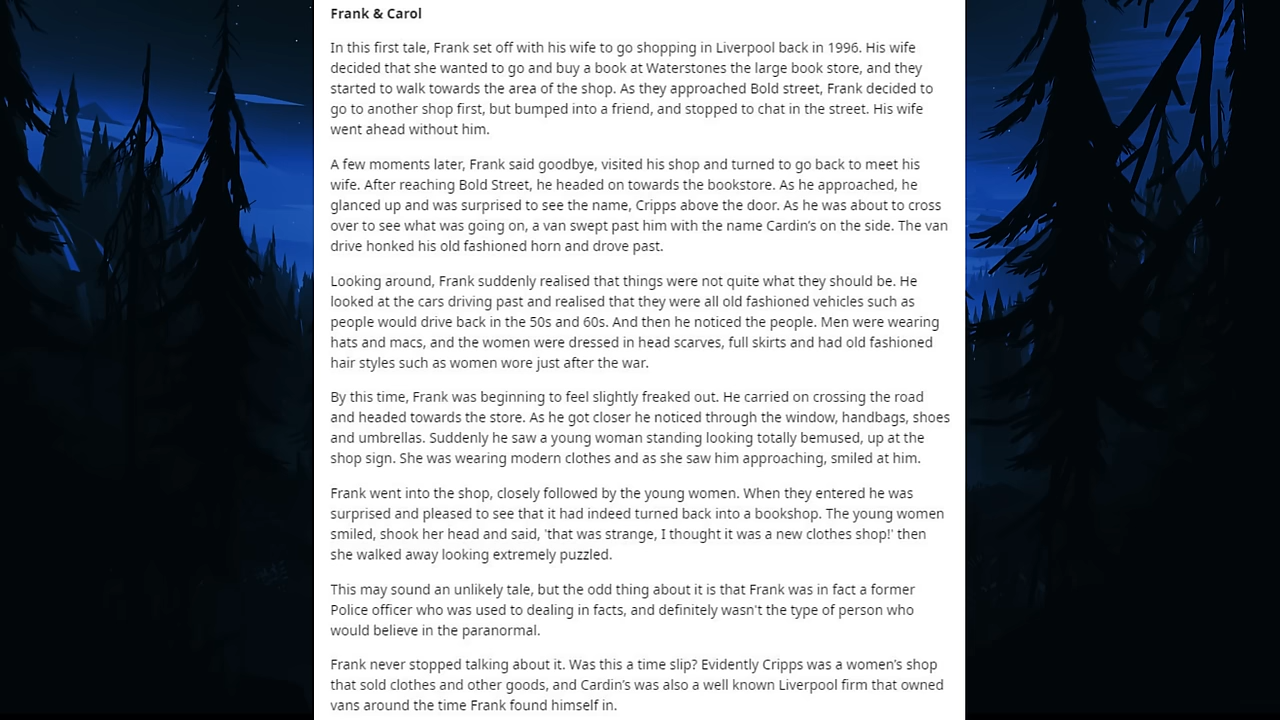 Frank & Carol
In this first tale, Frank set off with his wife to go shopping in Liverpool back in 1996. His wife
decided that she wanted to go and buy a book at Waterstones the large book store, and they
started to walk towards the area of the shop. As they approached Bold street, Frank decided to
go to another shop first, but bumped into a friend, and stopped to chat in the street. His wife
went ahead without him.
A few moments later, Frank said goodbye, visited his shop and turned to go back to meet his
wife. After reaching Bold Street, he headed on towards the bookstore. As he approached, he
glanced up and was surprised to see the name, Cripps above the door. As he was about to cross
over to see what was going on, a van swept past him with the name Cardin’s on the side. The van
drive honked his old fashioned horn and drove past.
Looking around, Frank suddenly realised that things were not quite what they should be. He
looked at the cars driving past and realised that they were all old fashioned vehicles such as
people would drive back in the 50s and 60s. And then he noticed the people. Men were wearing
hats and macs, and the women were dressed in head scarves, full skirts and had old fashioned
hair styles such as women wore just after the war.
By this time, Frank was beginning to feel slightly freaked out. He carried on crossing the road
and headed towards the store. As he got closer he noticed through the window, handbags, shoes
and umbrellas. Suddenly he saw a young woman standing looking totally bemused, up at the
shop sign. She was wearing modern clothes and as she saw him approaching, smiled at him.
Frank went into the shop, closely followed by the young women. When they entered he was
surprised and pleased to see that it had indeed turned back into a bookshop. The young women
smiled, shook her head and said, 'that was strange, I thought it was a new clothes shop!' then
she walked away looking extremely puzzled.
This may sound an unlikely tale, but the odd thing about it is that Frank was in fact a former
Police officer who was used to dealing in facts, and definitely wasn't the type of person who
would believe in the paranormal.
Frank never stopped talking about it. Was this a time slip? Evidently Cripps was a women’s shop
that sold clothes and other goods, and Cardin’s was also a well known Liverpool firm that owned
vans around the time Frank found himself in.